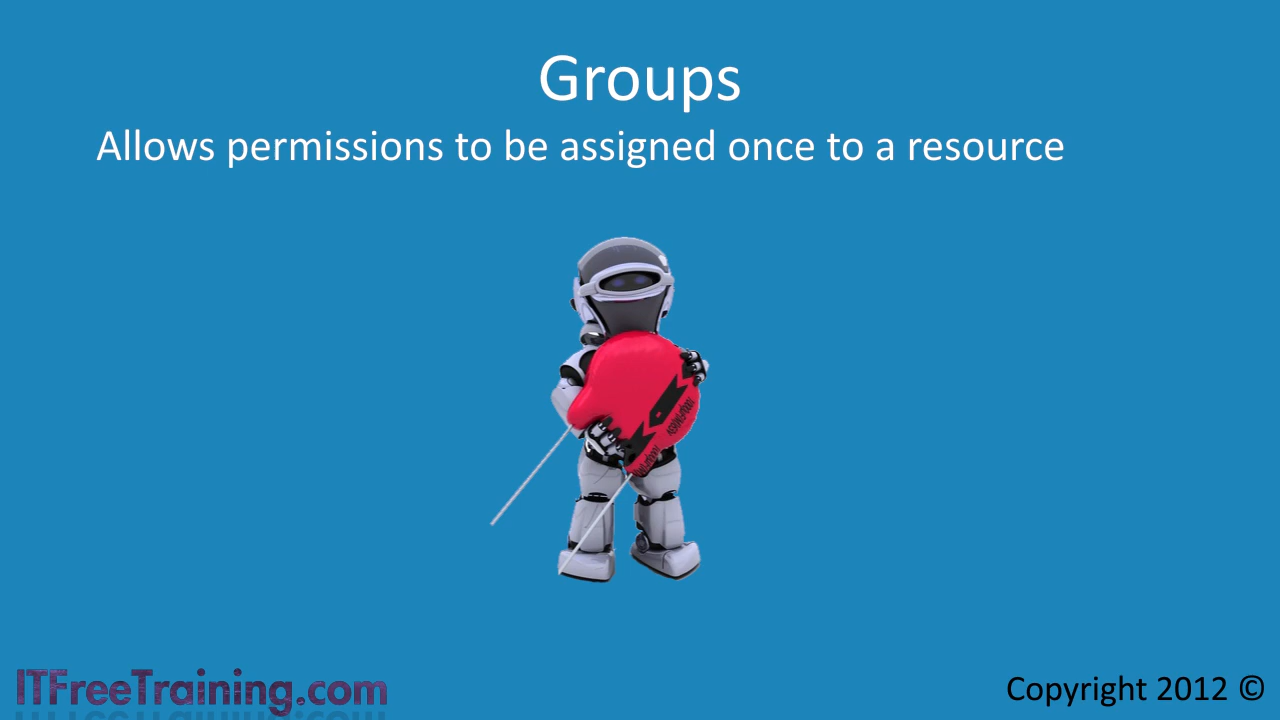 Groups
Allows permissions to be assigned once to a resource
ITFreeTraining.com
Copyright 2012 ©